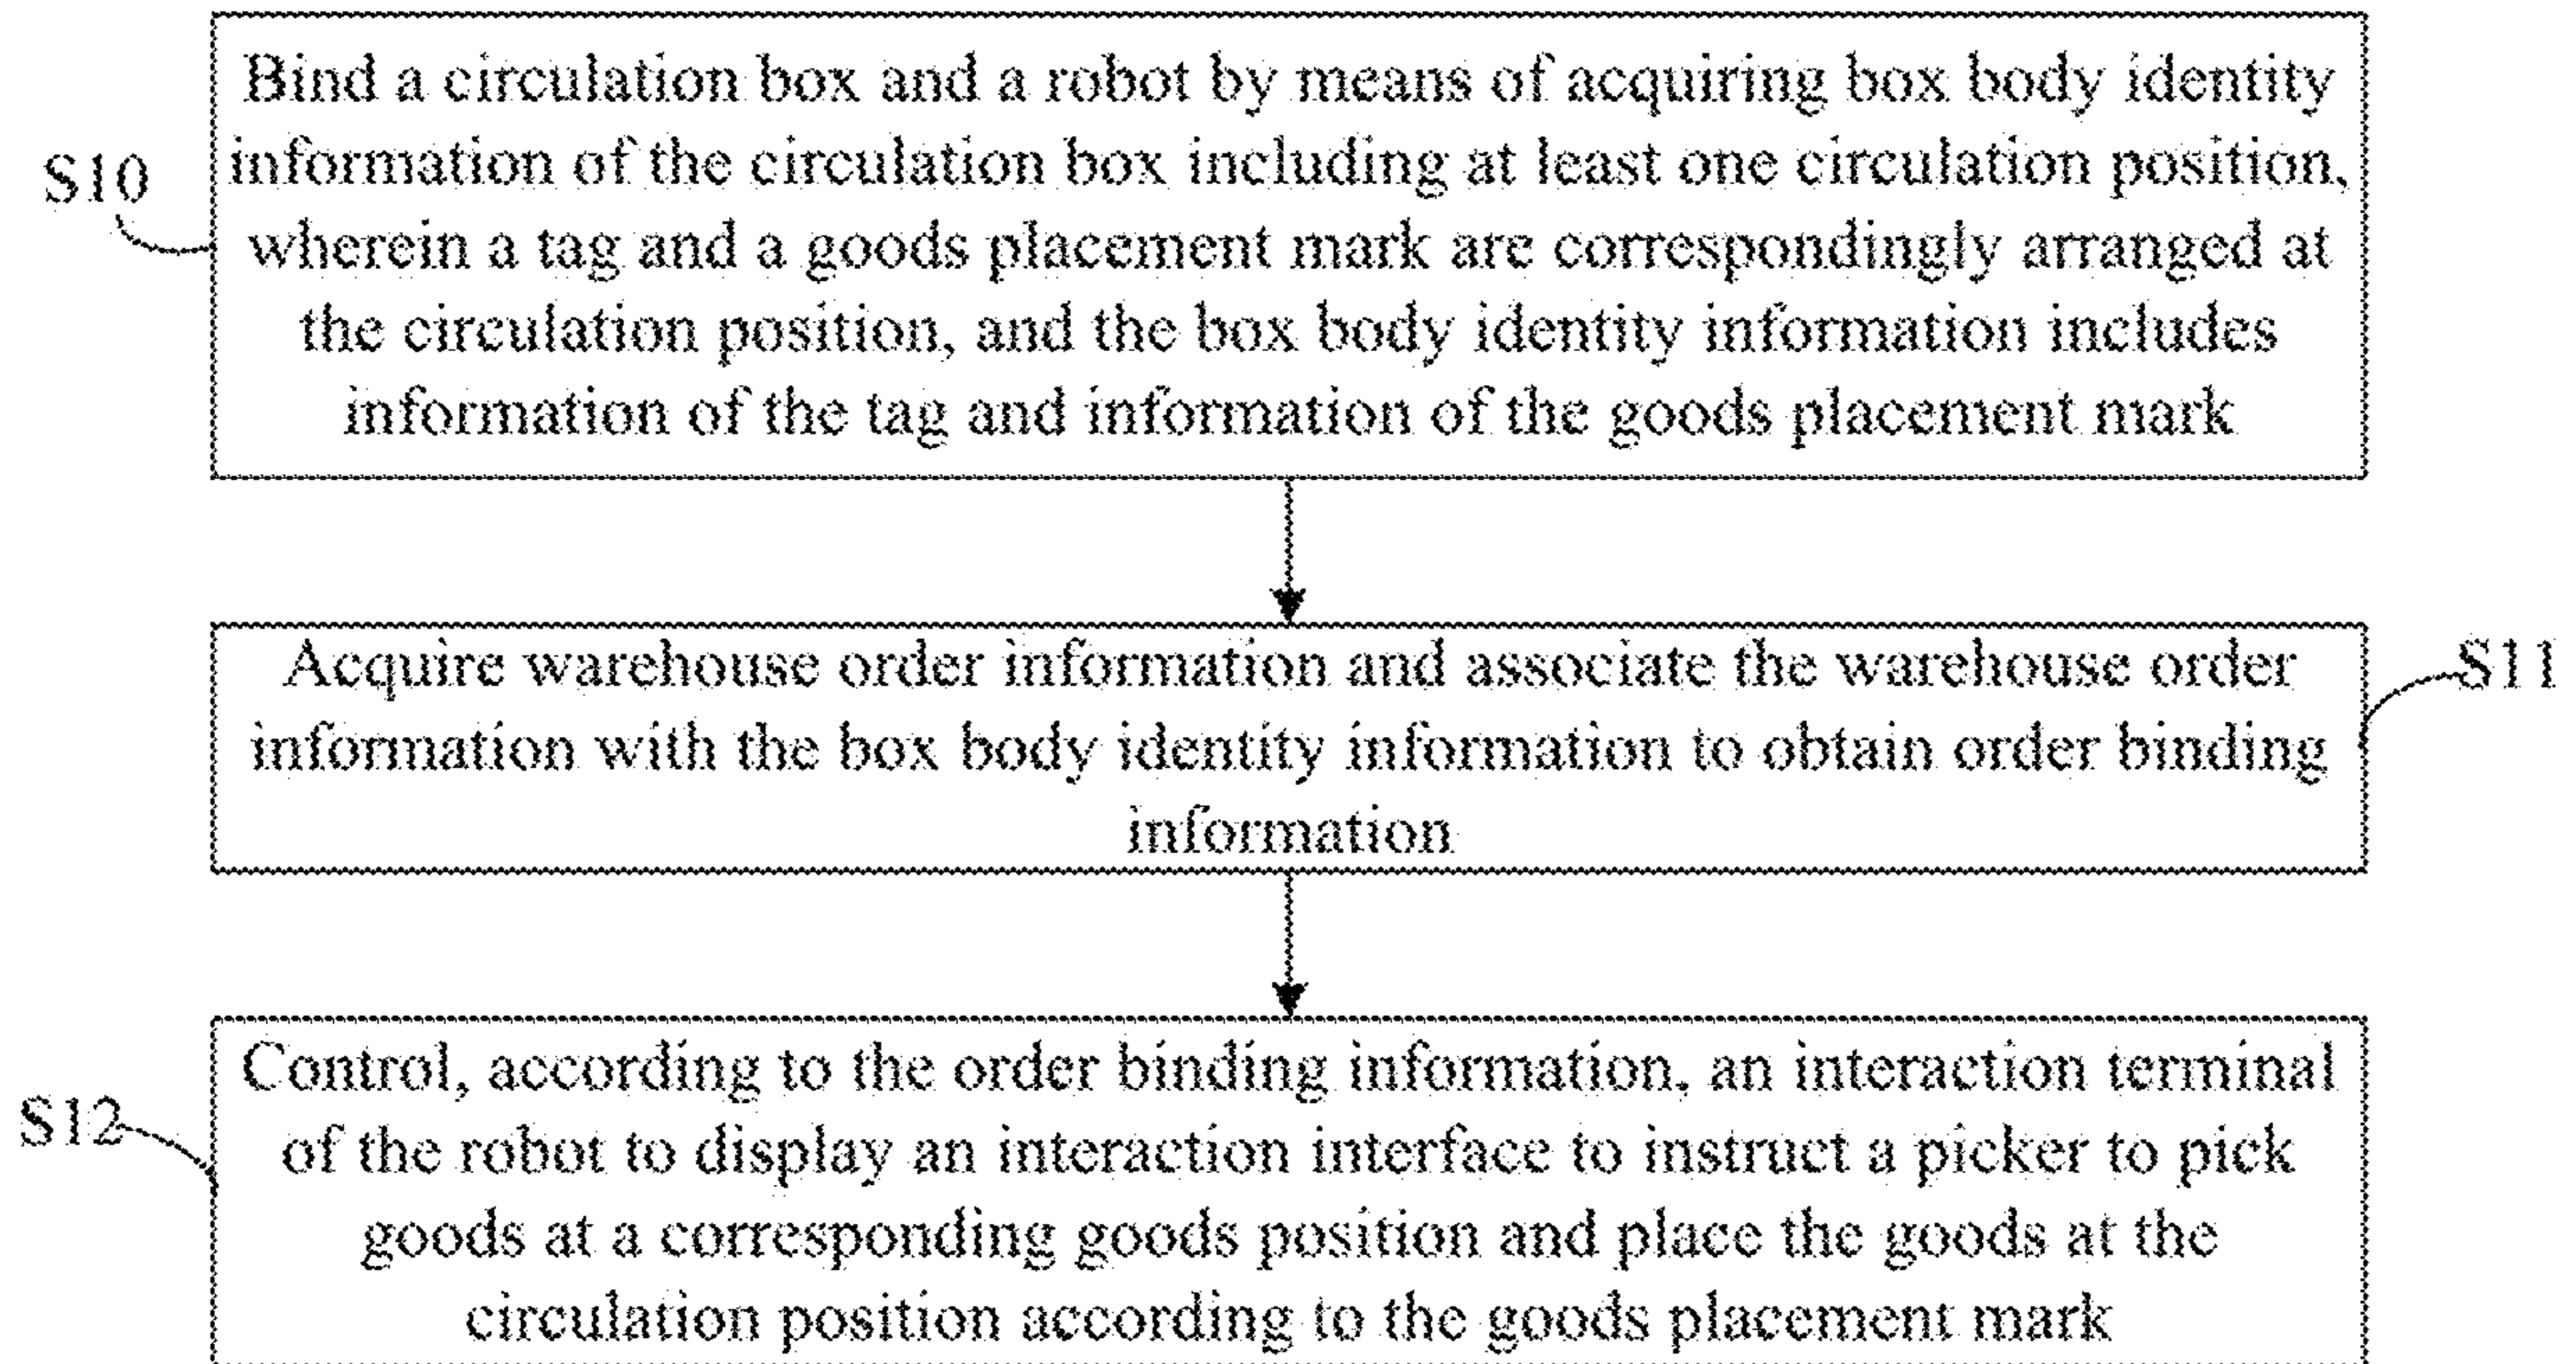 Bind a circulation box and a robot by means of acquiring box body identity
information of the circulation box including at least one circulation position,
S10
wherein a tag and a goods placement mark are correspondingly arranged at
the circulation position, and the box body identity information includes
information of the tag and information of the goods placement mark
Acquire warehouse order information and associate the warehouse order
S11
information with the box body identity information to obtain order binding
information
Control, according to the order binding information, an interaction terminal
S12
of the robot to display an interaction interface to instruct a picker to pick
goods at a corresponding goods position and place the goods at the
circulation position according to the goods placement mark